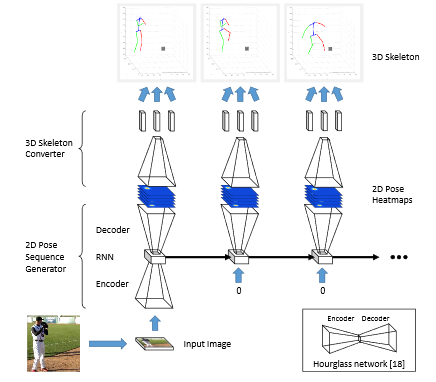 3D Skeleton
3D Skeleton
Converter
2D Pose
Heatmaps
Decoder
2D Pose
Sequence
Generator
RNN
Encoder
0
0
Input Image
Encoder Decoder
Hourglass network [18]